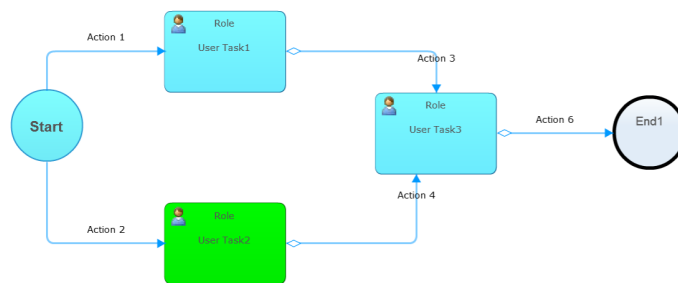 Role
User Task1
Action 1
Action 3
Start
Role
User Task3
Action 6
End1
Action 4
Role
User Task2
Action 2